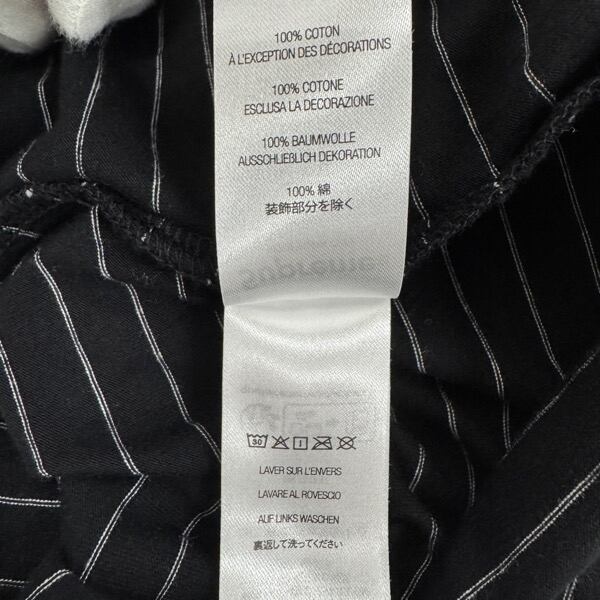 100% COTON
À L'EXCEPTION DES DÉCORATIONS
100% COTONE
ESCLUSA LA DECORAZIONE
100% BAUMWOLLE
AUSSCHLIEẞLICH DEKORATION
100% 綿
装飾部分を除く
Supreme
30
LAVER SUR L'ENVERS
LAVARE AL ROVESCIO
AUF LINKS WASCHEN
裏返して洗ってください